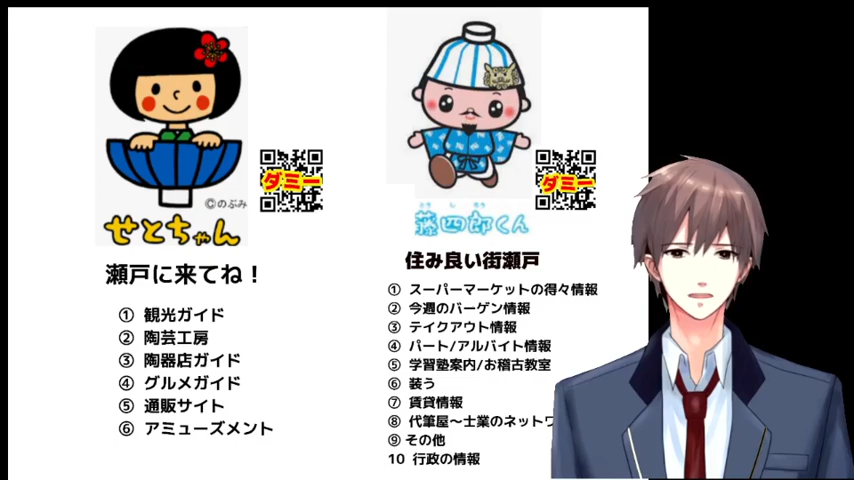 ダミー
©のぶみ
せとちゃん
瀬戸に来てね！
① 観光ガイド
② 陶芸工房
③ 陶器店ガイド
④ グルメガイド
⑤ 通販サイト
⑥ アミューズメント
ダミー
とう し ろう
藤四郎くん
住み良い街瀬戸
① スーパーマーケットの得々情報
② 今週のバーゲン情報
③ テイクアウト情報
④ パート/アルバイト情報
⑤ 学習塾案内/お稽古教室
⑥ 装う
⑦ 賃貸情報
⑧ 代筆屋～士業のネットワ
⑨ その他
10 行政の情報